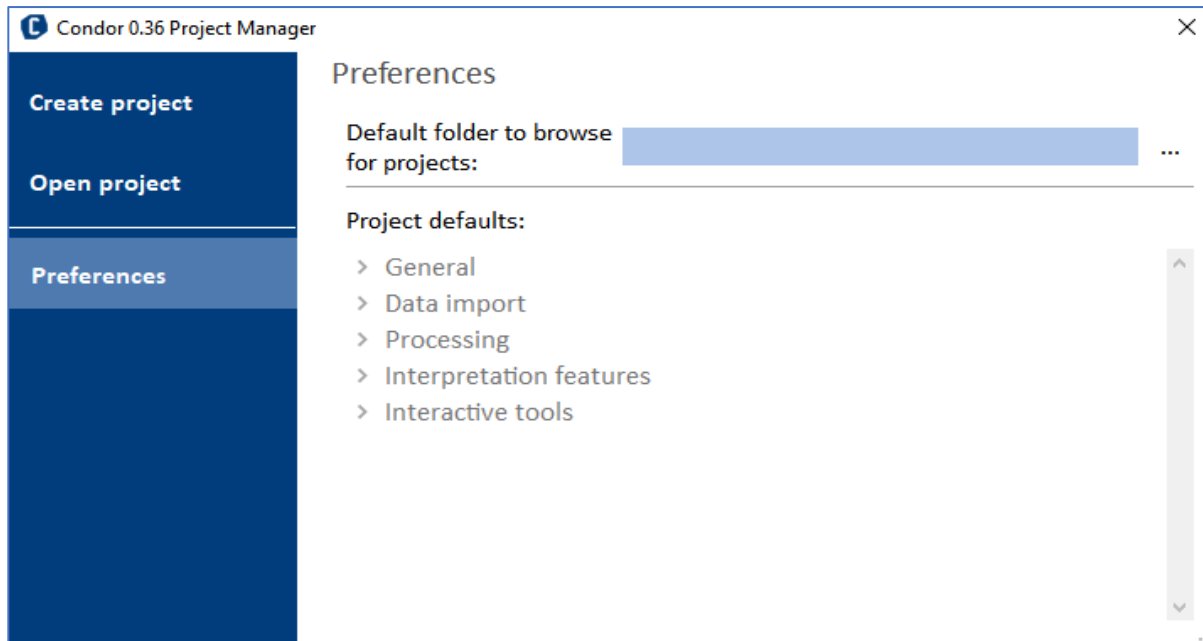 Condor 0.36 Project Manager
Create project
Open project
Preferences
Preferences
Default folder to browse
for projects:
...
Project defaults:
General
Data import
Processing
Interpretation features
Interactive tools